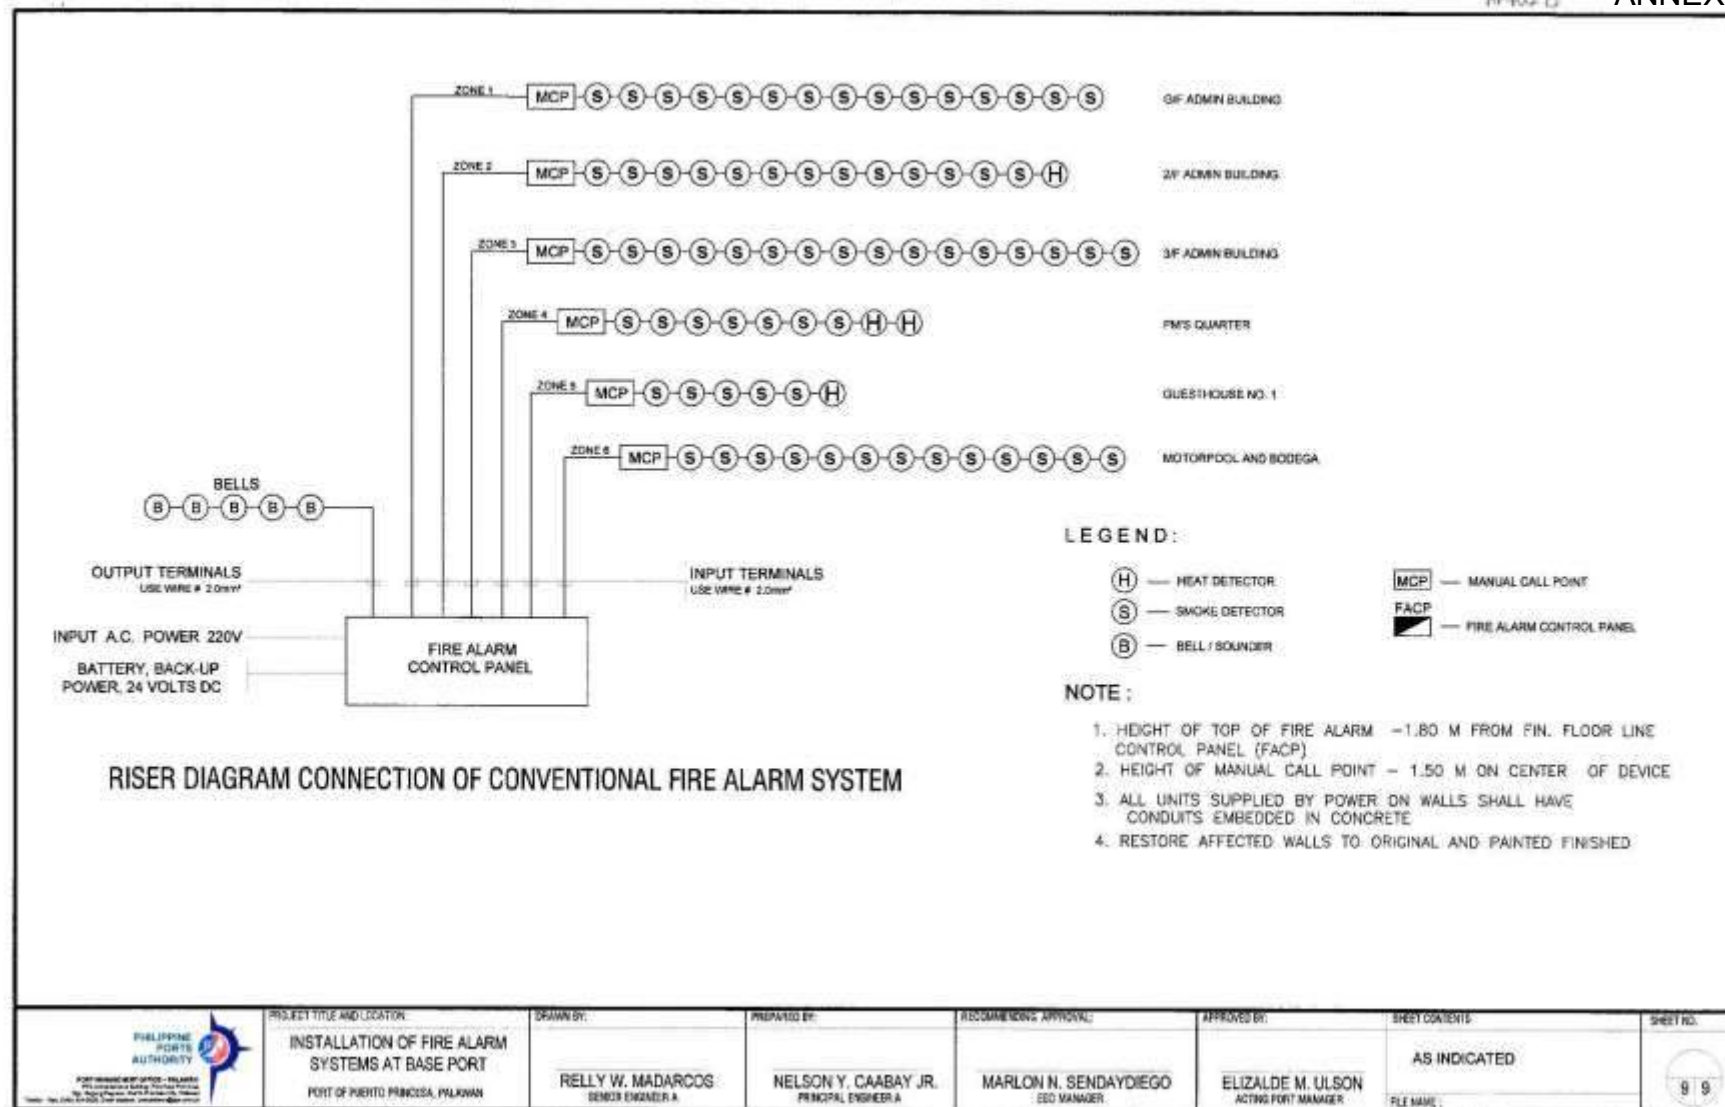 ANNEX
ZONE 1 MCP S S S S S S S S S S S S S S S G/F ADMIN BUILDING
ZONE 2 MCP S S S S S S S S S S S S S H 2/F ADMIN BUILDING
ZONE 3 MCP S S S S S S S S S S S S S S S S 3/F ADMIN BUILDING
ZONE 4 MCP S S S S S S S H H PM'S QUARTER
ZONE 5 MCP S S S S S H GUESTHOUSE NO. 1
ZONE 6 MCP S S S S S S S S S S S S S MOTORPOOL AND BODEGA
BELLS
B B B B B
OUTPUT TERMINALS
USE WIRE # 2.0mm²
INPUT TERMINALS
USE WIRE # 2.0mm²
INPUT A.C. POWER 220V
BATTERY, BACK-UP
POWER, 24 VOLTS DC
FIRE ALARM
CONTROL PANEL
LEGEND:
H — HEAT DETECTOR
S — SMOKE DETECTOR
B — BELL / SOUNDER
MCP — MANUAL CALL POINT
FACP
— FIRE ALARM CONTROL PANEL
NOTE :
1. HEIGHT OF TOP OF FIRE ALARM –1.80 M FROM FIN. FLOOR LINE
CONTROL PANEL (FACP)
2. HEIGHT OF MANUAL CALL POINT – 1.50 M ON CENTER OF DEVICE
3. ALL UNITS SUPPLIED BY POWER ON WALLS SHALL HAVE
CONDUITS EMBEDDED IN CONCRETE
4. RESTORE AFFECTED WALLS TO ORIGINAL AND PAINTED FINISHED
RISER DIAGRAM CONNECTION OF CONVENTIONAL FIRE ALARM SYSTEM
PHILIPPINE
PORTS
AUTHORITY
PORT MANAGEMENT OFFICE - PALAWAN
PROJECT TITLE AND LOCATION:
INSTALLATION OF FIRE ALARM
SYSTEMS AT BASE PORT
PORT OF PUERTO PRINCESA, PALAWAN
DRAWN BY:
RELLY W. MADARCOS
SENIOR ENGINEER A
PREPARED BY:
NELSON Y. CAABAY JR.
PRINCIPAL ENGINEER A
RECOMMENDING APPROVAL:
MARLON N. SENDAYDIEGO
ESD MANAGER
APPROVED BY:
ELIZALDE M. ULSON
ACTING PORT MANAGER
SHEET CONTENTS
AS INDICATED
FILE NAME :
SHEET NO.
9 9